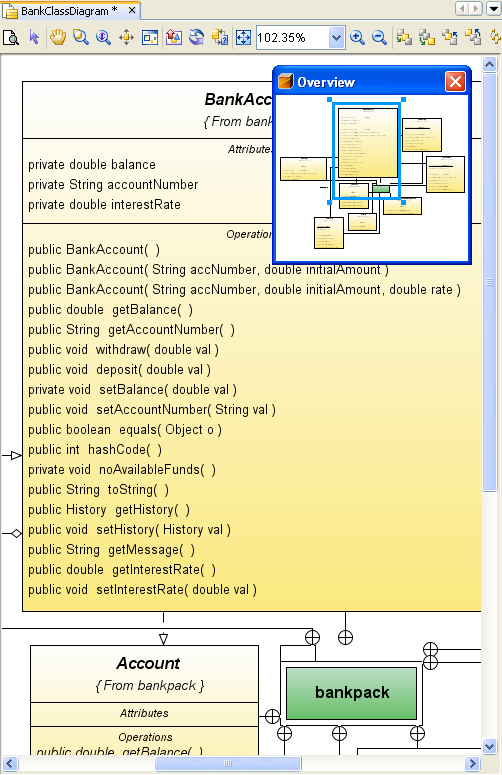 BankClassDiagram *
102.35%
Overview
BankAcc
{ From bank
Attributes
private double balance
private String accountNumber
private double interestRate
Operation
public BankAccount( )
public BankAccount( String accNumber, double initialAmount )
public BankAccount( String accNumber, double initialAmount, double rate )
public double getBalance( )
public String getAccountNumber( )
public void withdraw( double val )
public void deposit( double val )
private void setBalance( double val )
public void setAccountNumber( String val )
public boolean equals( Object o )
public int hashCode( )
private void noAvailableFunds( )
public String toString( )
public History getHistory( )
public void setHistory( History val )
public String getMessage( )
public double getInterestRate( )
public void setInterestRate( double val )
Account
{ From bankpack }
Attributes
Operations
public double getBalance( )
bankpack